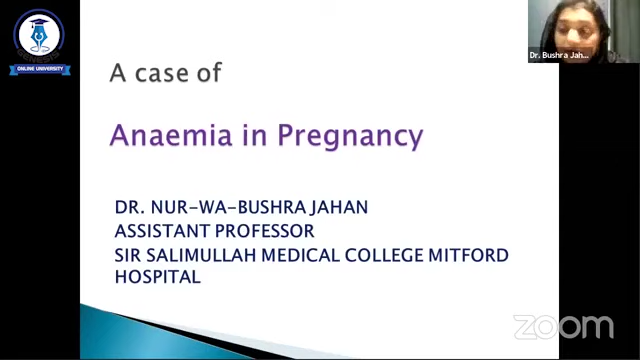 ONLINE UNIVERSITY
A case of
Anaemia in Pregnancy
DR. NUR-WA-BUSHRA JAHAN
ASSISTANT PROFESSOR
SIR SALIMULLAH MEDICAL COLLEGE MITFORD
HOSPITAL
Dr. Bushra Jah...
zoom